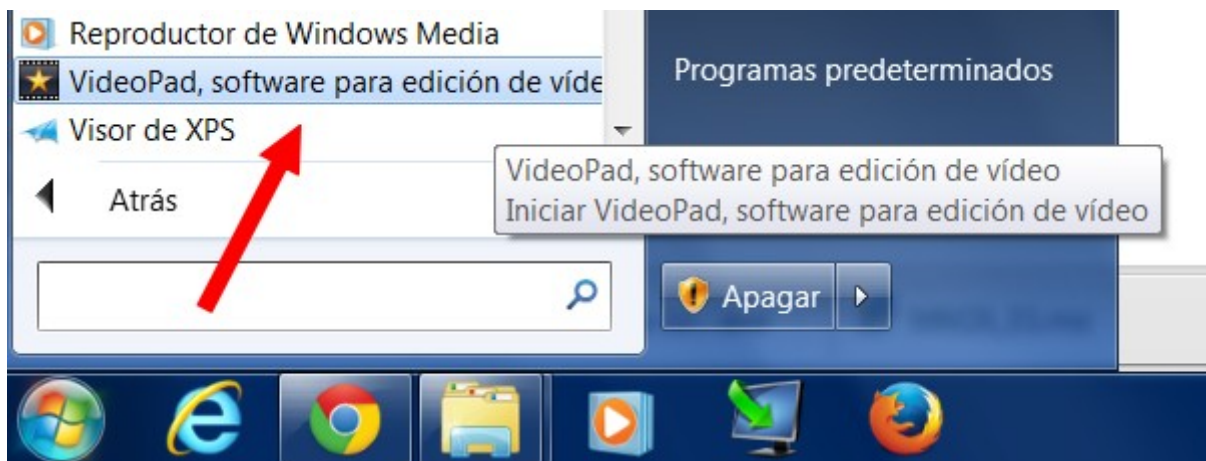 Reproductor de Windows Media
VideoPad, software para edición de víde
Visor de XPS
Atrás
Programas predeterminados
VideoPad, software para edición de vídeo
Iniciar VideoPad, software para edición de vídeo
Apagar